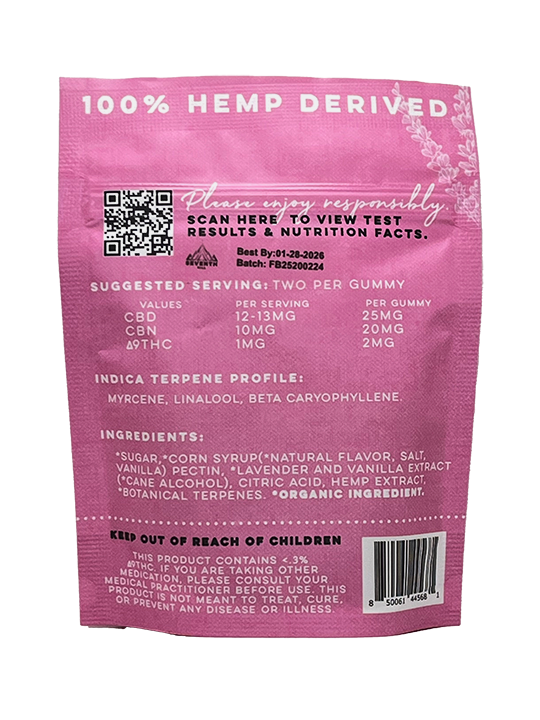 100% HEMP DERIVED
Please enjoy responsibly.
SCAN HERE TO VIEW TEST
RESULTS & NUTRITION FACTS.
SEVENTH
Best By:01-28-2026
Batch: FB25200224
SUGGESTED SERVING: TWO PER GUMMY
VALUES PER SERVING PER GUMMY
CBD 12-13MG 25MG
CBN 10MG 20MG
Δ9THC 1MG 2MG
INDICA TERPENE PROFILE:
MYRCENE, LINALOOL, BETA CARYOPHYLLENE.
INGREDIENTS:
*SUGAR,*CORN SYRUP(*NATURAL FLAVOR, SALT,
VANILLA) PECTIN, *LAVENDER AND VANILLA EXTRACT
(*CANE ALCOHOL), CITRIC ACID, HEMP EXTRACT,
*BOTANICAL TERPENES. *ORGANIC INGREDIENT.
KEEP OUT OF REACH OF CHILDREN
THIS PRODUCT CONTAINS <.3%
Δ9THC. IF YOU ARE TAKING OTHER
MEDICATION, PLEASE CONSULT YOUR
MEDICAL PRACTITIONER BEFORE USE. THIS
PRODUCT IS NOT MEANT TO TREAT, CURE,
OR PREVENT ANY DISEASE OR ILLNESS.
8 50061 44568 1